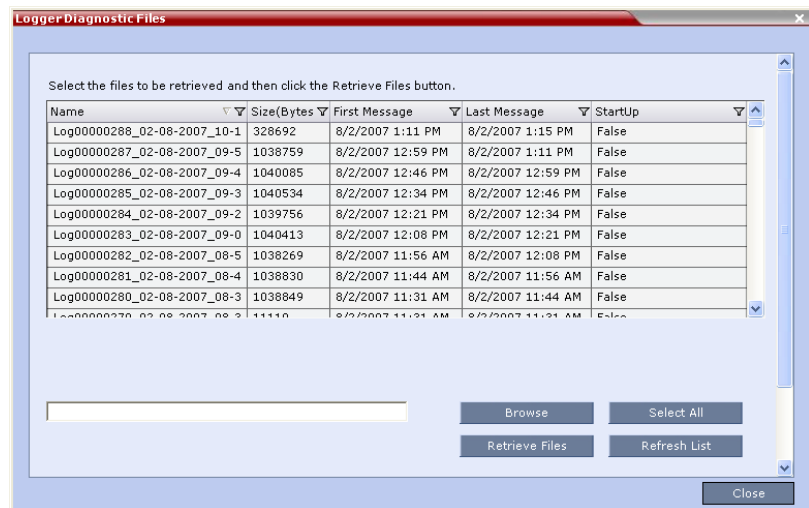 Logger Diagnostic Files
Select the files to be retrieved and then click the Retrieve Files button.
Name Size(Bytes First Message Last Message StartUp
Log00000288_02-08-2007_10-1 328692 8/2/2007 1:11 PM 8/2/2007 1:15 PM False
Log00000287_02-08-2007_09-5 1038759 8/2/2007 12:59 PM 8/2/2007 1:11 PM False
Log00000286_02-08-2007_09-4 1040085 8/2/2007 12:46 PM 8/2/2007 12:59 PM False
Log00000285_02-08-2007_09-3 1040534 8/2/2007 12:34 PM 8/2/2007 12:46 PM False
Log00000284_02-08-2007_09-2 1039756 8/2/2007 12:21 PM 8/2/2007 12:34 PM False
Log00000283_02-08-2007_09-0 1040413 8/2/2007 12:08 PM 8/2/2007 12:21 PM False
Log00000282_02-08-2007_08-5 1038269 8/2/2007 11:56 AM 8/2/2007 12:08 PM False
Log00000281_02-08-2007_08-4 1038830 8/2/2007 11:44 AM 8/2/2007 11:56 AM False
Log00000280_02-08-2007_08-3 1038849 8/2/2007 11:31 AM 8/2/2007 11:44 AM False
Browse Select All
Retrieve Files Refresh List
Close